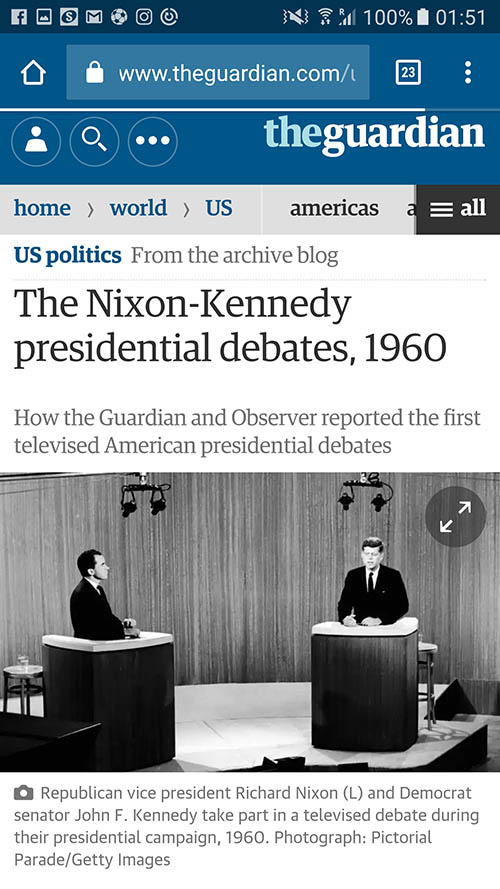 100% 01:51
www.theguardian.com/u
23
theguardian
home › world › US americas a all
US politics From the archive blog
The Nixon-Kennedy
presidential debates, 1960
How the Guardian and Observer reported the first
televised American presidential debates
Republican vice president Richard Nixon (L) and Democrat
senator John F. Kennedy take part in a televised debate during
their presidential campaign, 1960. Photograph: Pictorial
Parade/Getty Images